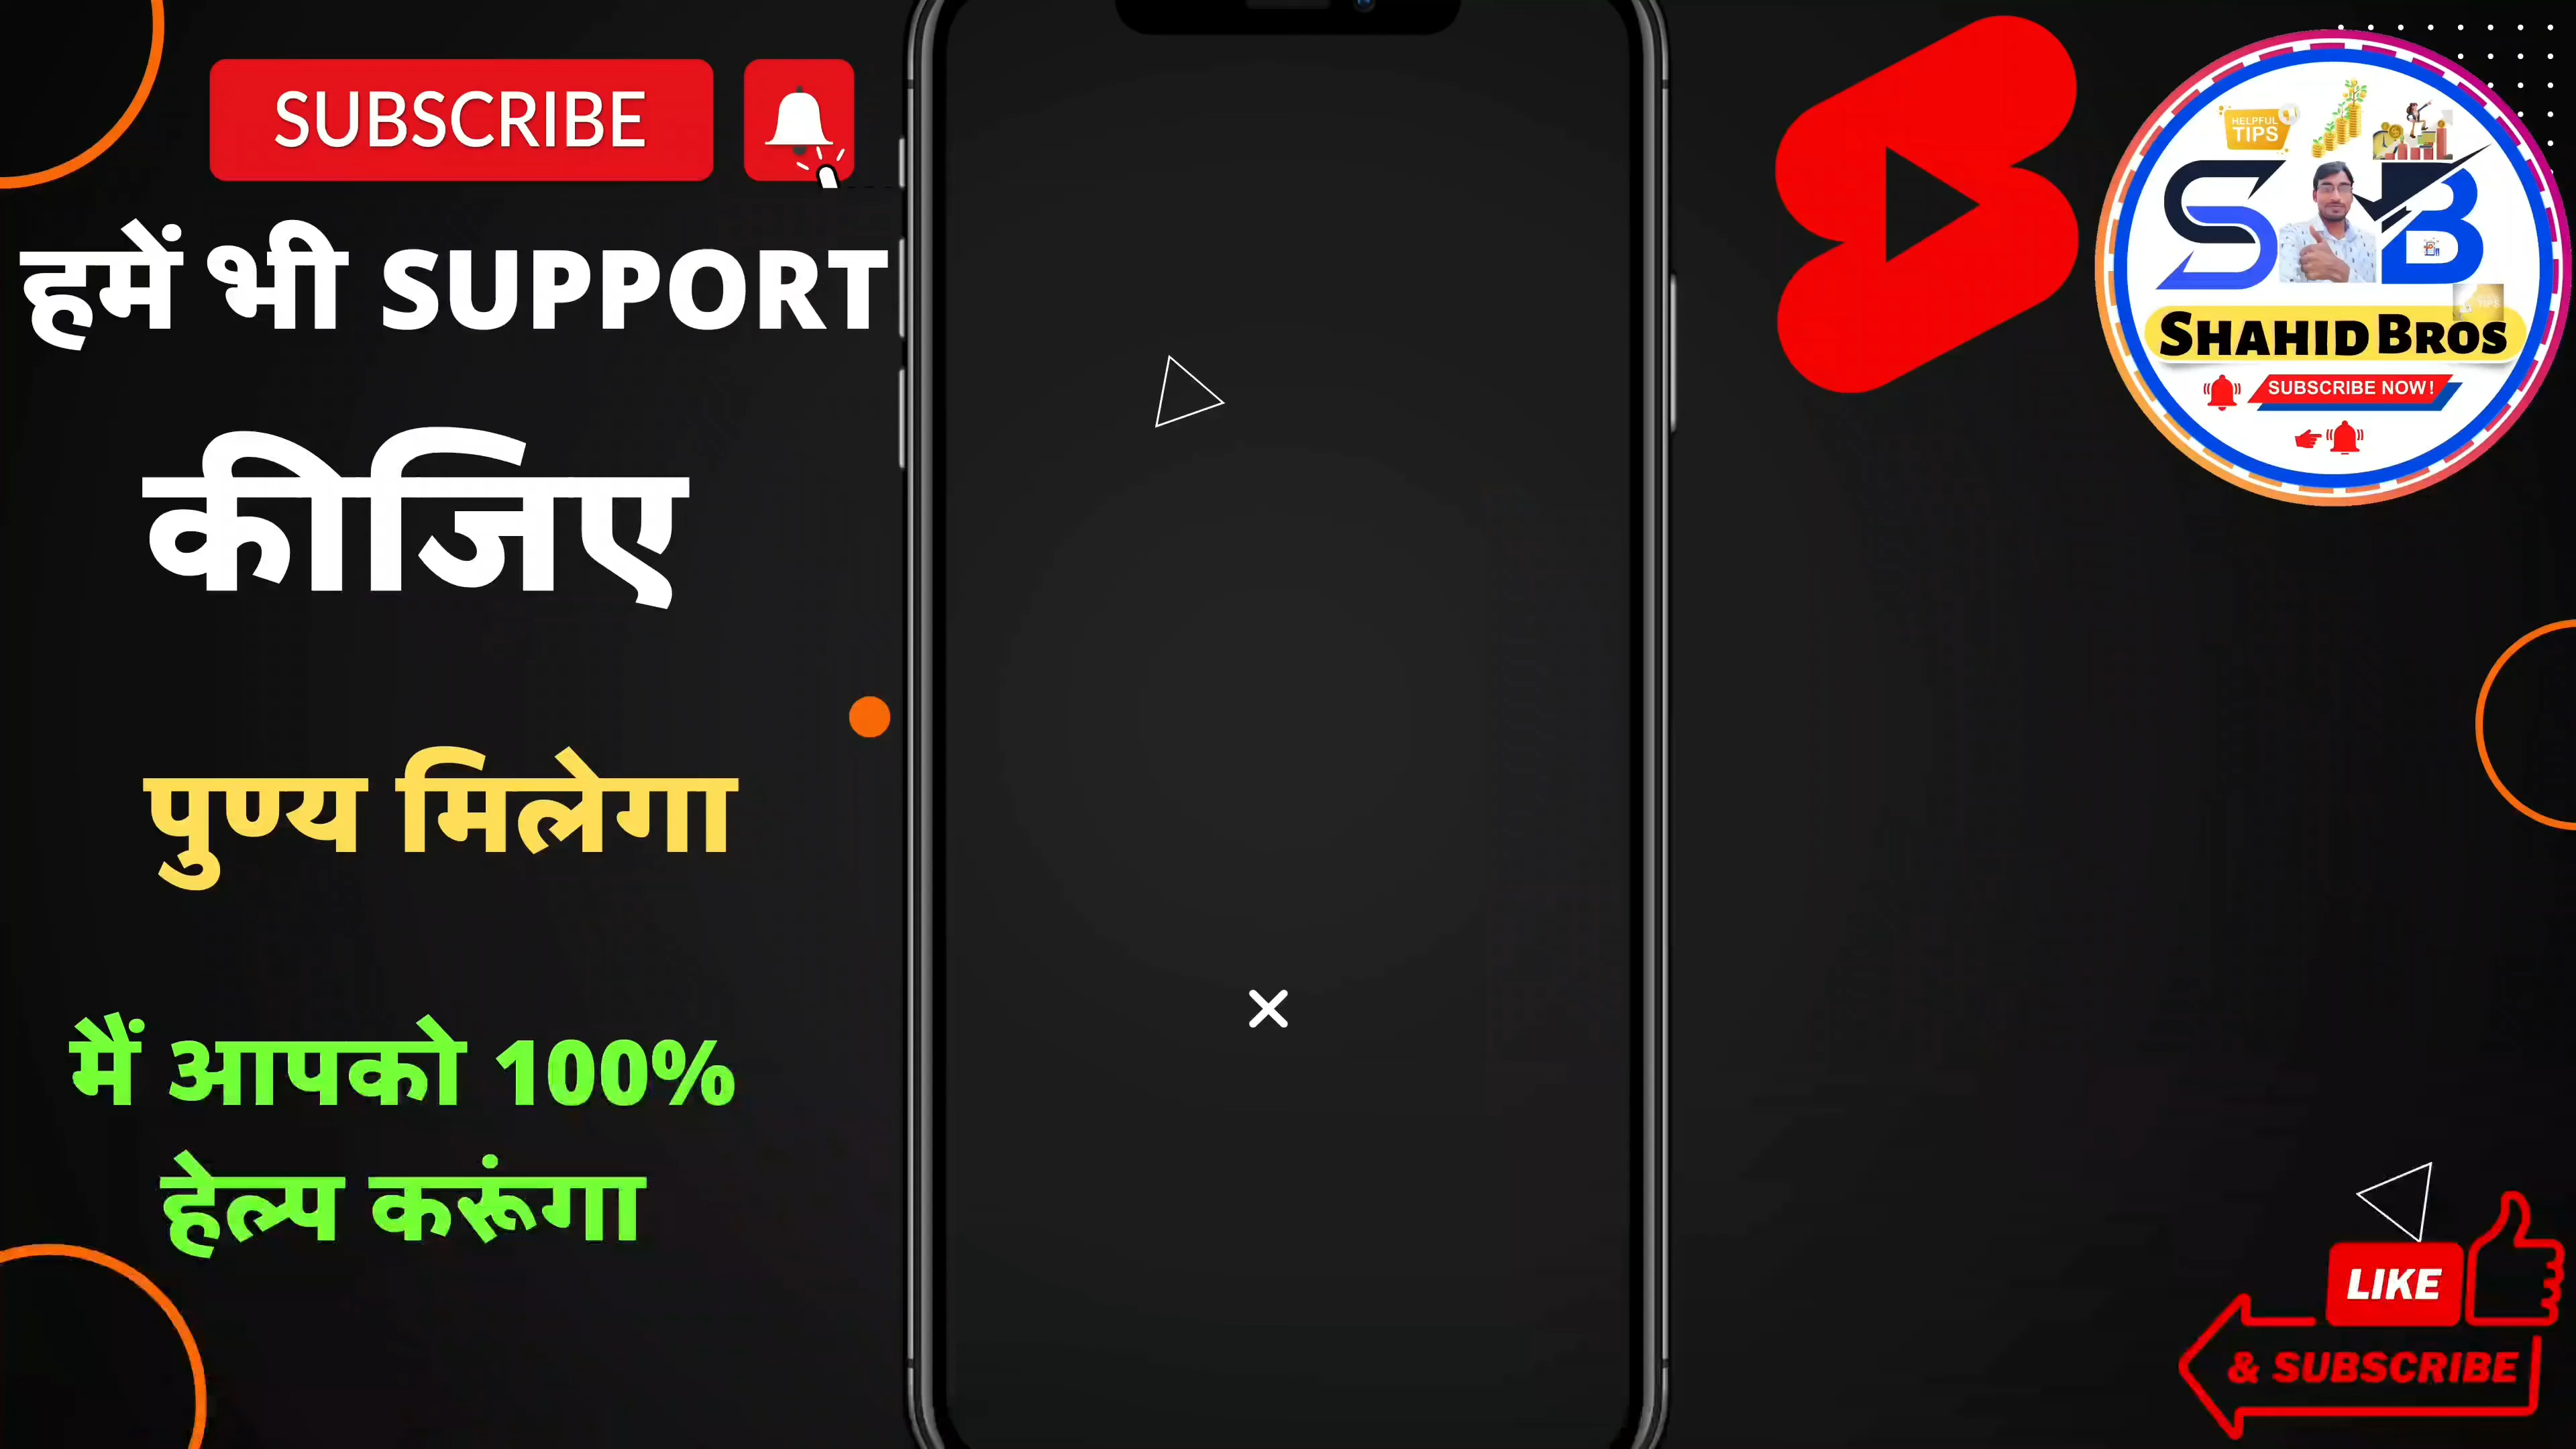 SUBSCRIBE
हमें भी SUPPORT
कीजिए
पुण्य मिलेगा
मैं आपको 100%
हेल्प करूंगा
HELPFUL
TIPS
S B
SHAHID BROS
SUBSCRIBE NOW!
LIKE
& SUBSCRIBE